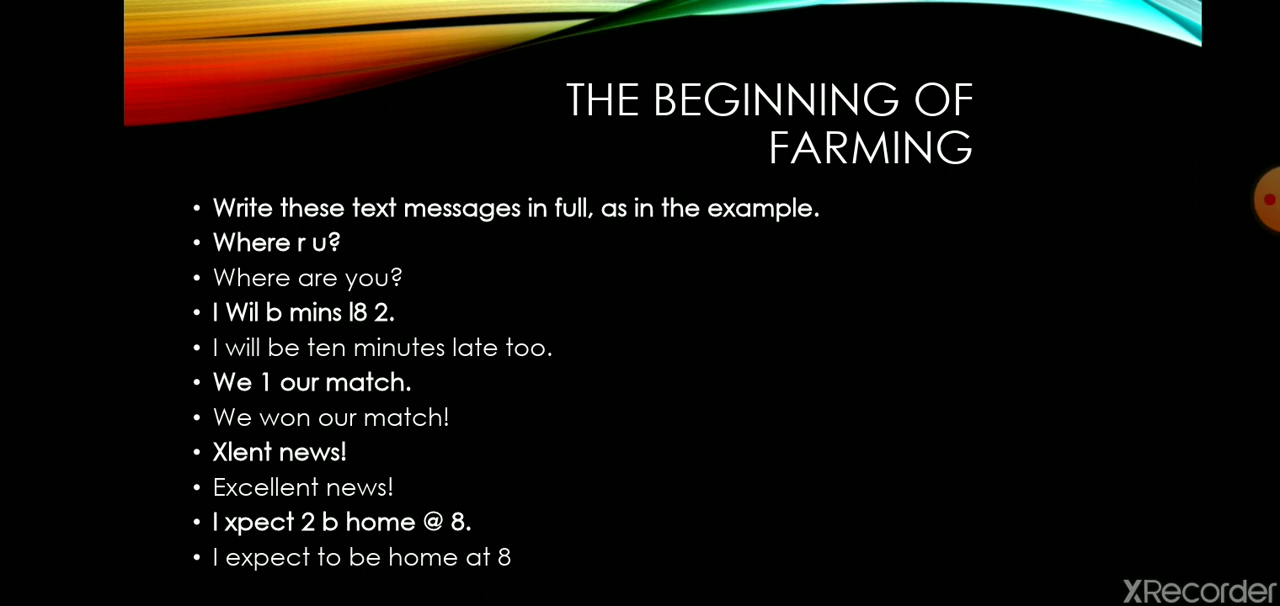 THE BEGINNING OF
FARMING
• Write these text messages in full, as in the example.
• Where r u?
• Where are you?
• I Wil b mins l8 2.
• I will be ten minutes late too.
• We 1 our match.
• We won our match!
• Xlent news!
• Excellent news!
• I xpect 2 b home @ 8.
• I expect to be home at 8
XRecorder